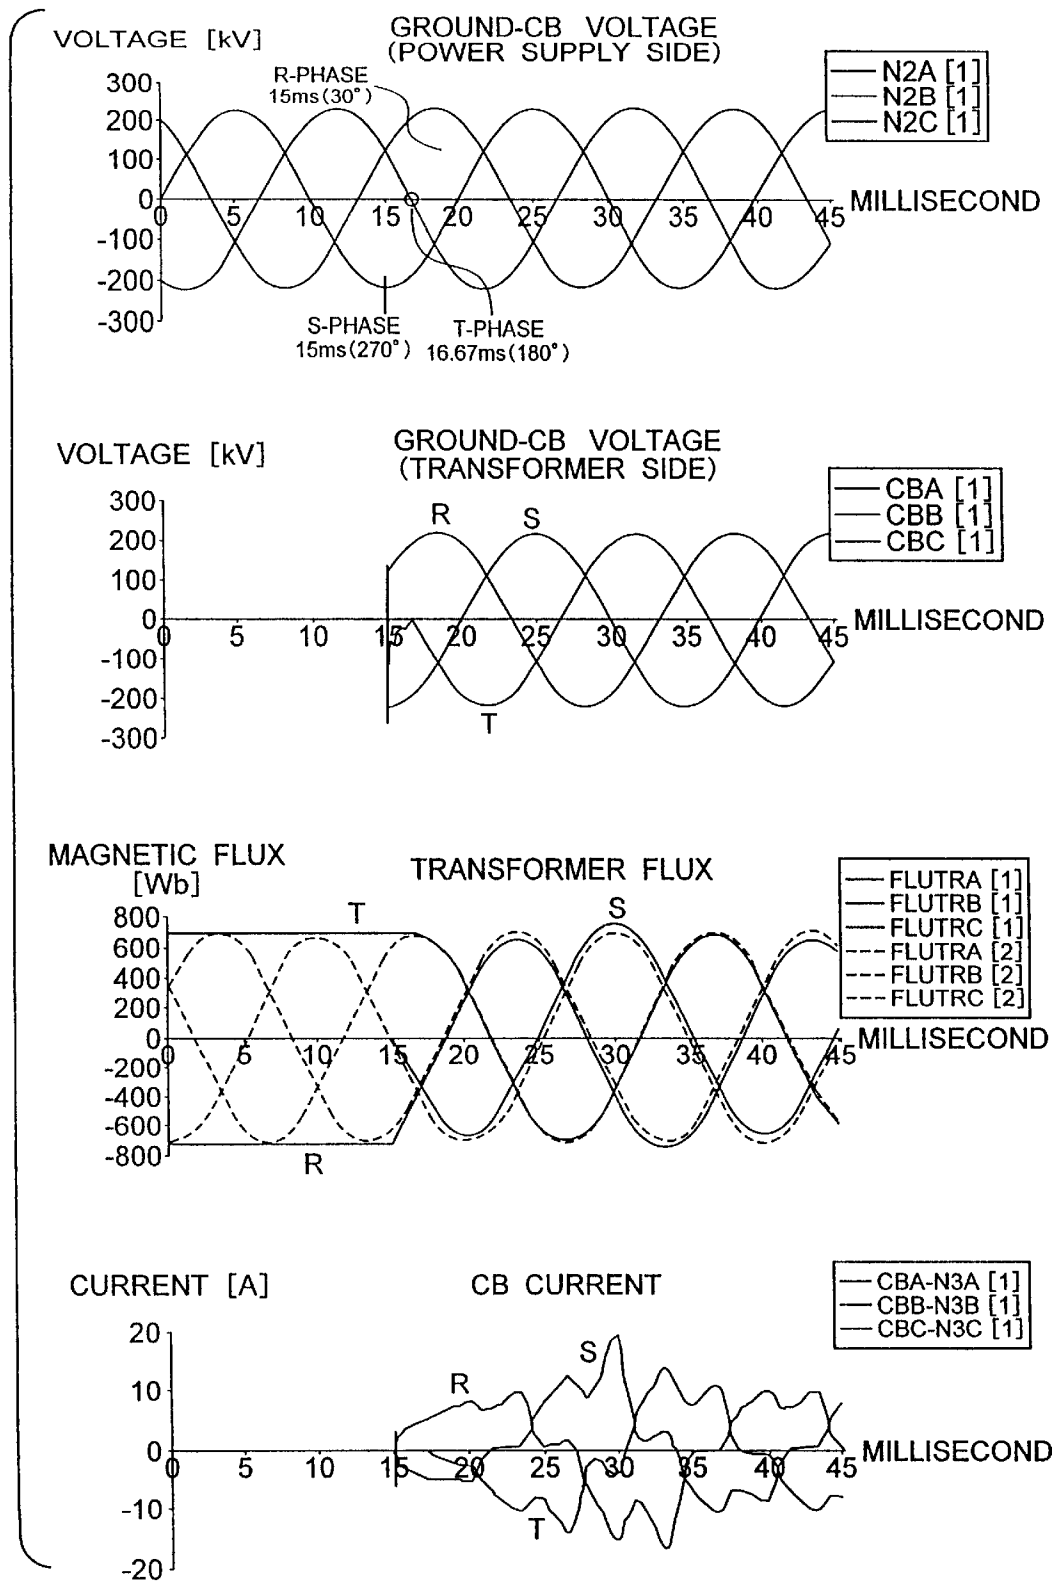 VOLTAGE [kV]
GROUND-CB VOLTAGE
(POWER SUPPLY SIDE)
N2A [1]
N2B [1]
N2C [1]
R-PHASE
15ms(30°)
300
200
100
0
-100
-200
-300
0 5 10 15 20 25 30 35 40 45
MILLISECOND
S-PHASE
15ms(270°)
T-PHASE
16.67ms(180°)
VOLTAGE [kV]
GROUND-CB VOLTAGE
(TRANSFORMER SIDE)
CBA [1]
CBB [1]
CBC [1]
R
S
300
200
100
0
-100
-200
-300
0 5 10 15 20 25 30 35 40 45
MILLISECOND
T
MAGNETIC FLUX
[Wb]
TRANSFORMER FLUX
FLUTRA [1]
FLUTRB [1]
FLUTRC [1]
FLUTRA [2]
FLUTRB [2]
FLUTRC [2]
T
S
800
600
400
200
0
-200
-400
-600
-800
0 5 10 15 20 25 30 35 40 45
MILLISECOND
R
CURRENT [A]
CB CURRENT
CBA-N3A [1]
CBB-N3B [1]
CBC-N3C [1]
R
S
20
10
0
-10
-20
0 5 10 15 20 25 30 35 40 45
MILLISECOND
T